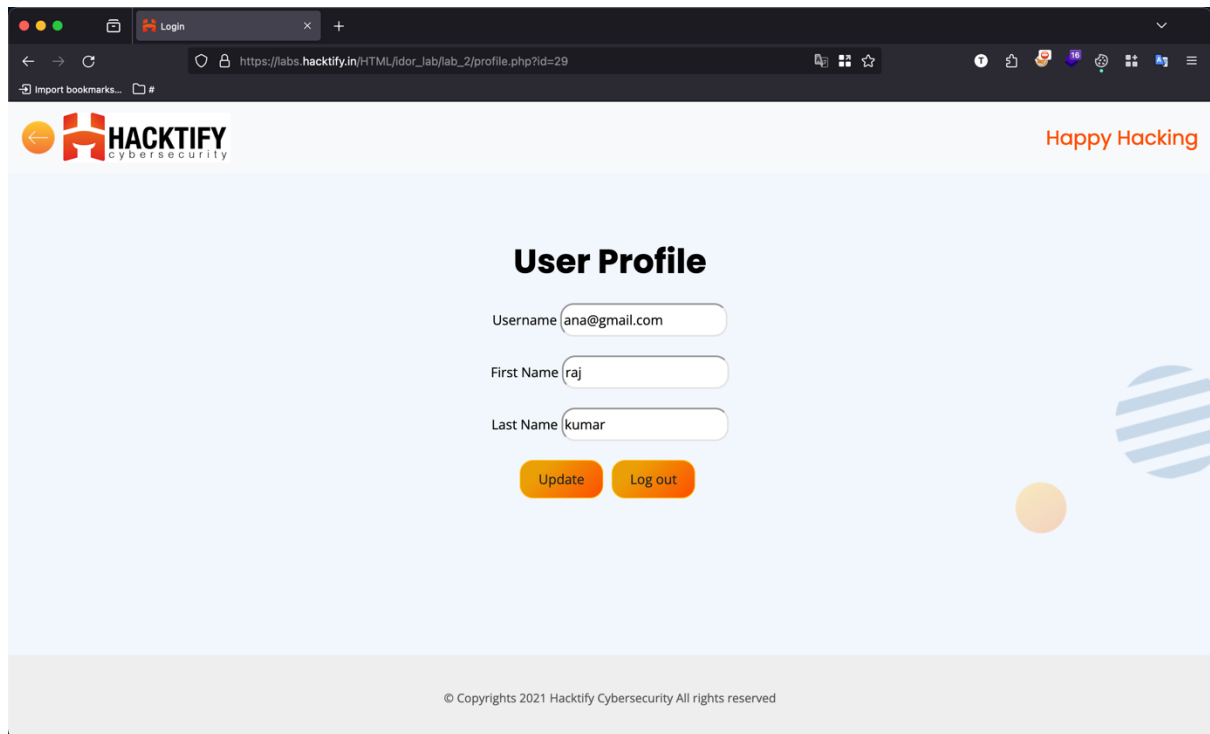 Login
https://labs.hacktify.in/HTML/idor_lab/lab_2/profile.php?id=29
T
16
Import bookmarks...
#
HACKTIFY
cybersecurity
Happy Hacking
User Profile
Username ana@gmail.com
First Name raj
Last Name kumar
Update Log out
© Copyrights 2021 Hacktify Cybersecurity All rights reserved